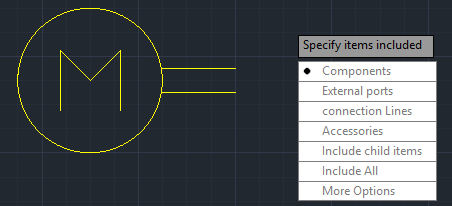 M
Specify items included
Components
External ports
connection Lines
Accessories
Include child items
Include All
More Options